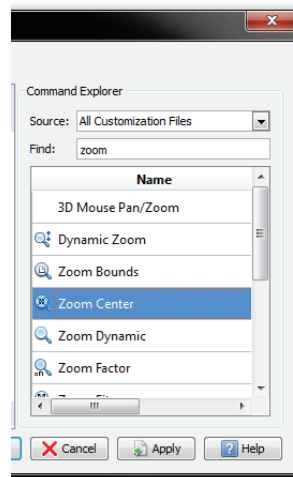 Command Explorer
Source: All Customization Files
Find: zoom
Name
3D Mouse Pan/Zoom
Dynamic Zoom
Zoom Bounds
Zoom Center
Zoom Dynamic
Zoom Factor
Cancel Apply Help